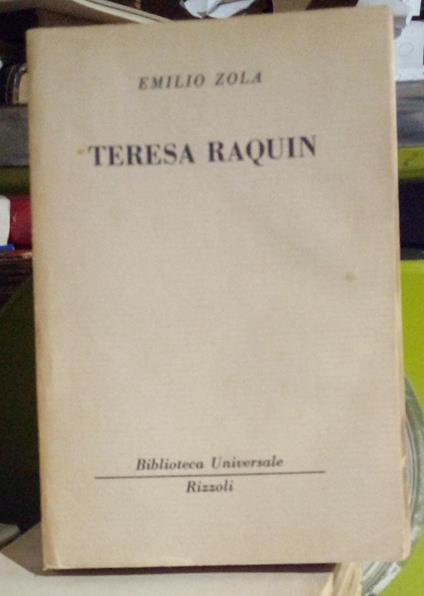 EMILIO ZOLA
TERESA RAQUIN
Biblioteca Universale
Rizzoli